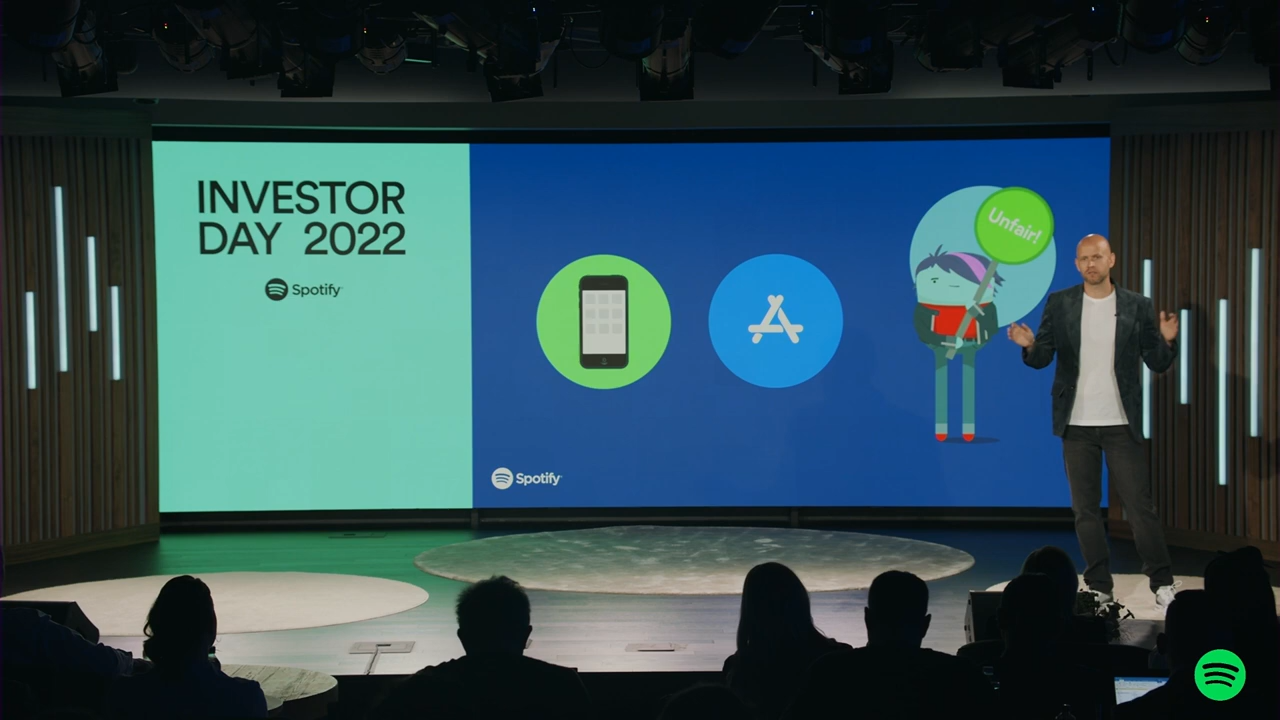 INVESTOR
DAY 2022
Spotify
Unfair!
Spotify